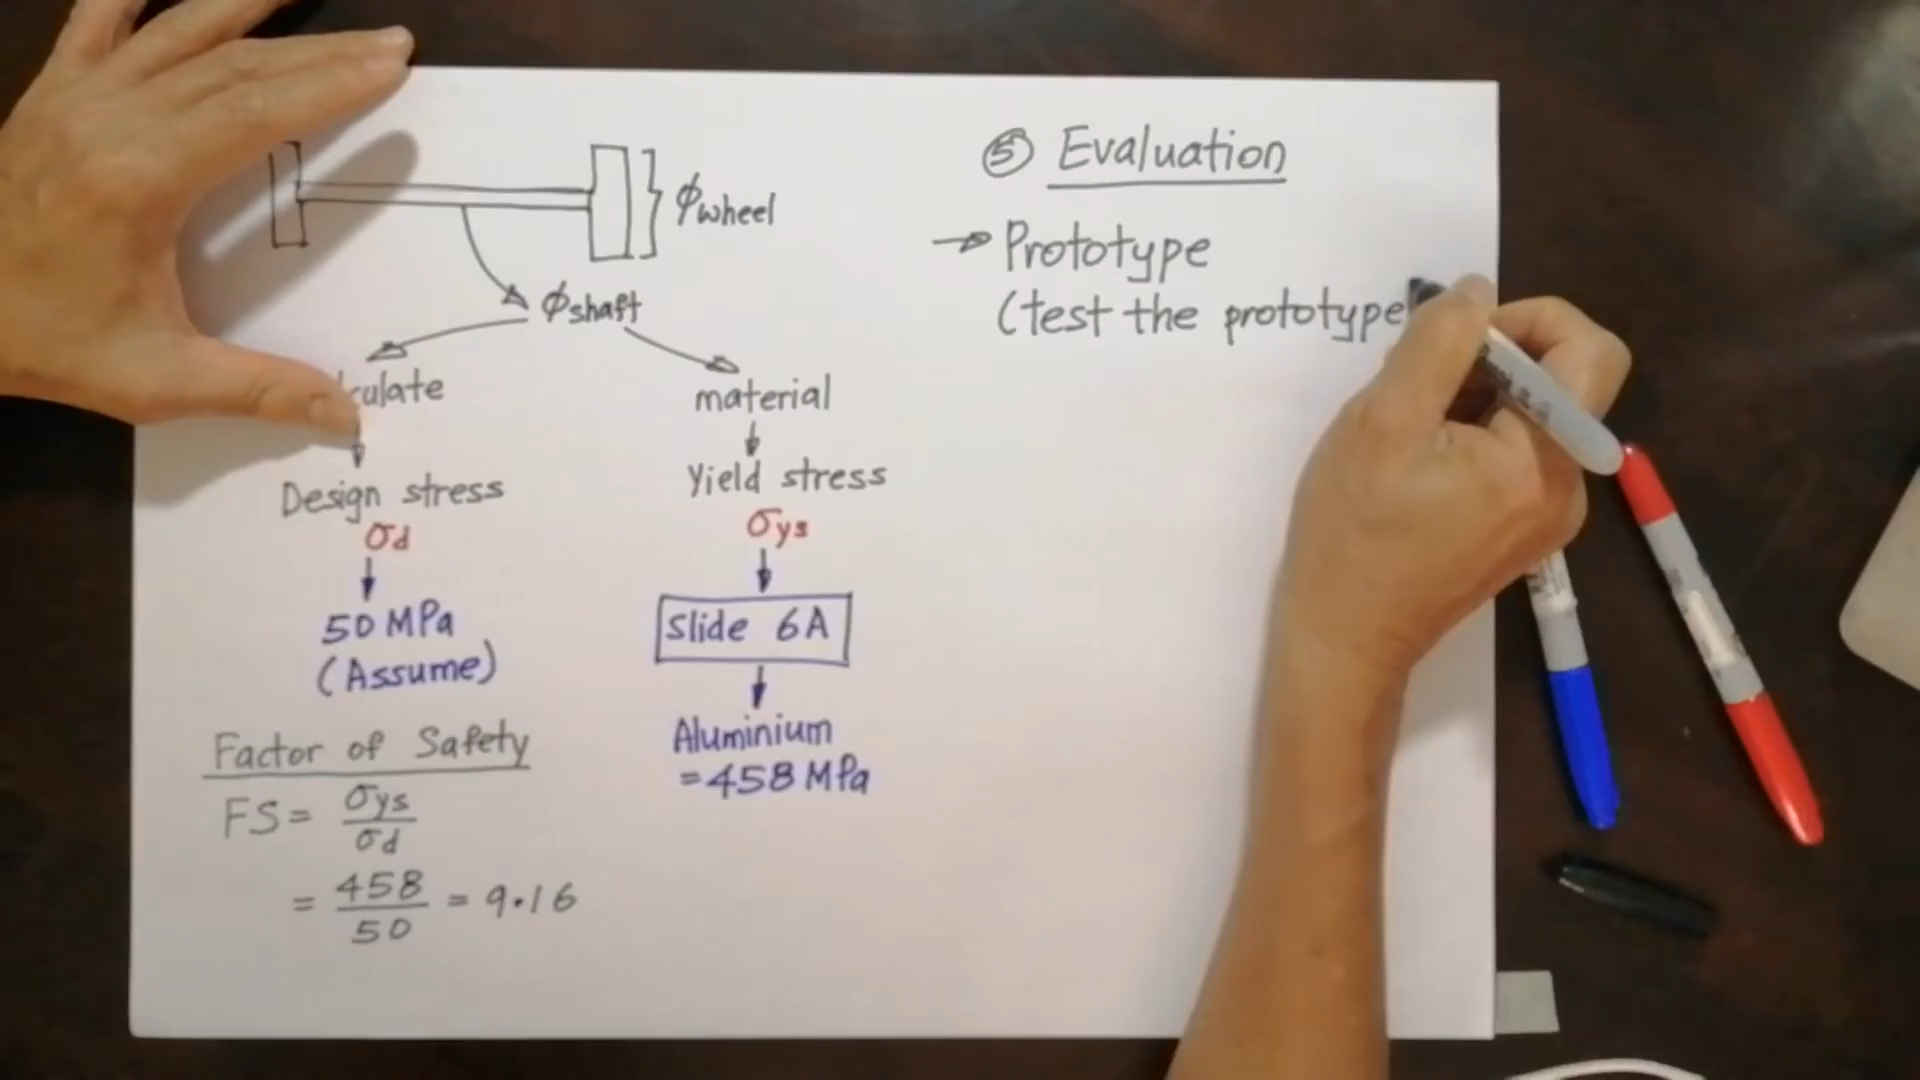 ϕwheel
ϕshaft
culate
material
Design stress
σd
Yield stress
σys
50 MPa
(Assume)
Slide 6A
Aluminium
=458 MPa
Factor of Safety
FS= σys
σd
= 458 = 9.16
50
⑤ Evaluation
→ Prototype
(test the prototype